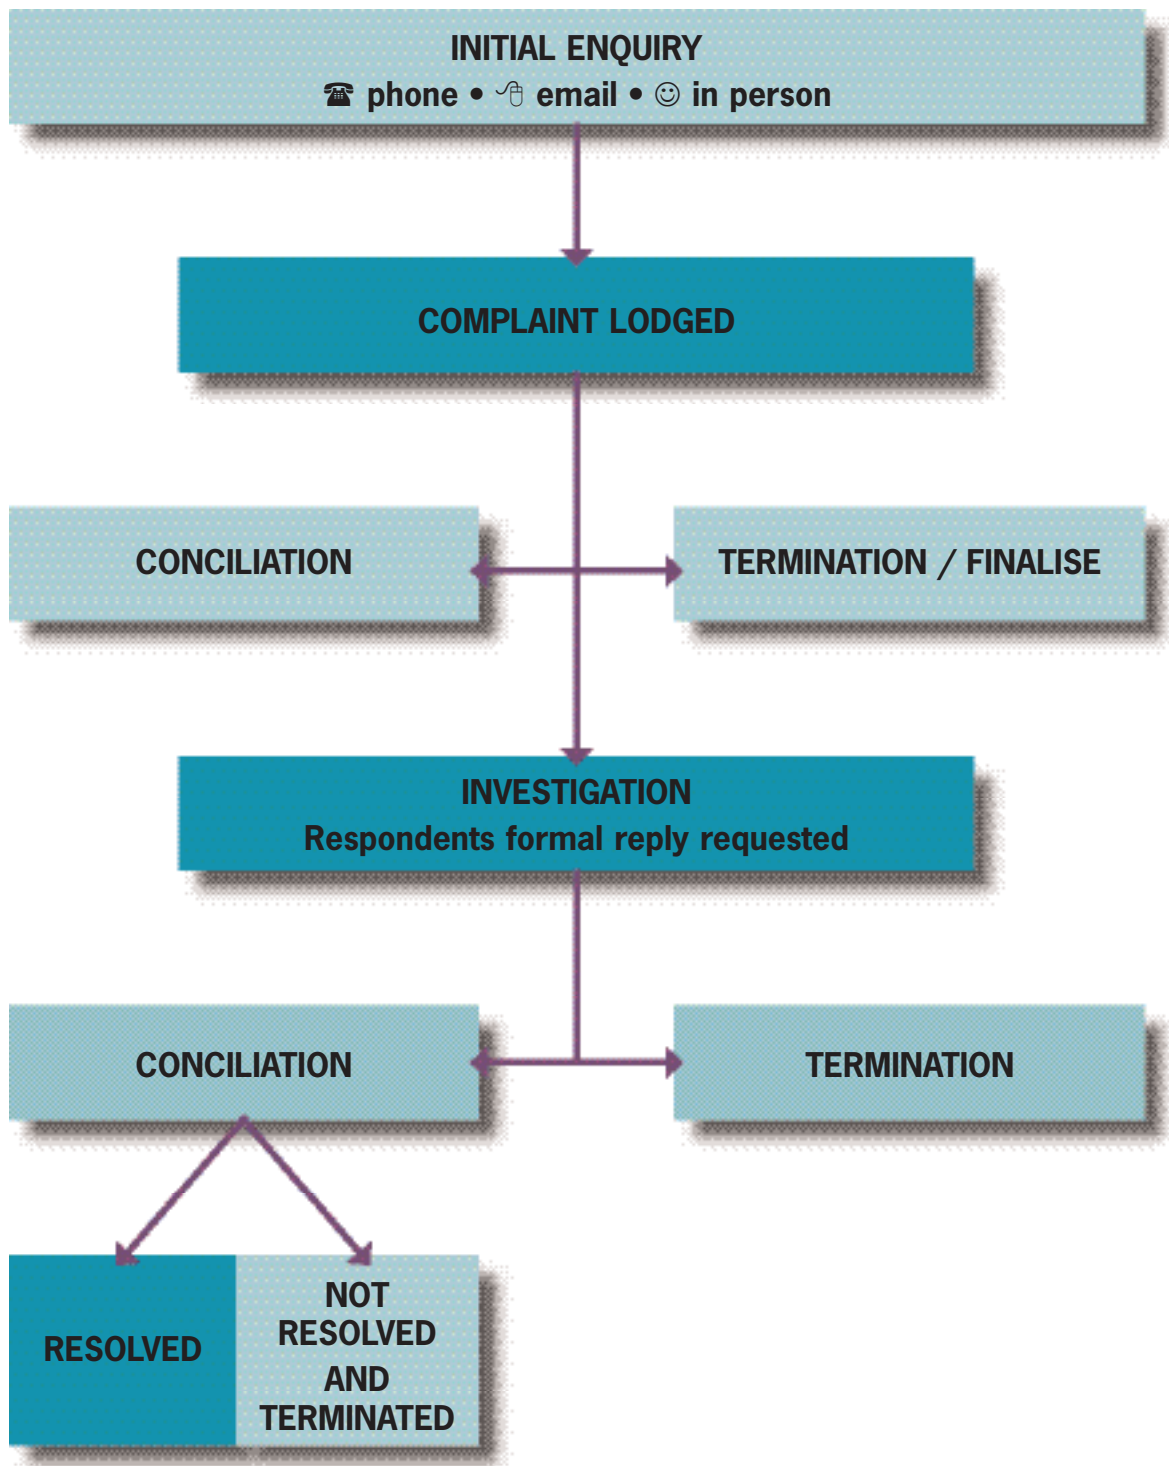 INITIAL ENQUIRY
☎ phone • 🖰 email • ☺ in person
COMPLAINT LODGED
CONCILIATION
TERMINATION / FINALISE
INVESTIGATION
Respondents formal reply requested
CONCILIATION
TERMINATION
RESOLVED
NOT
RESOLVED
AND
TERMINATED